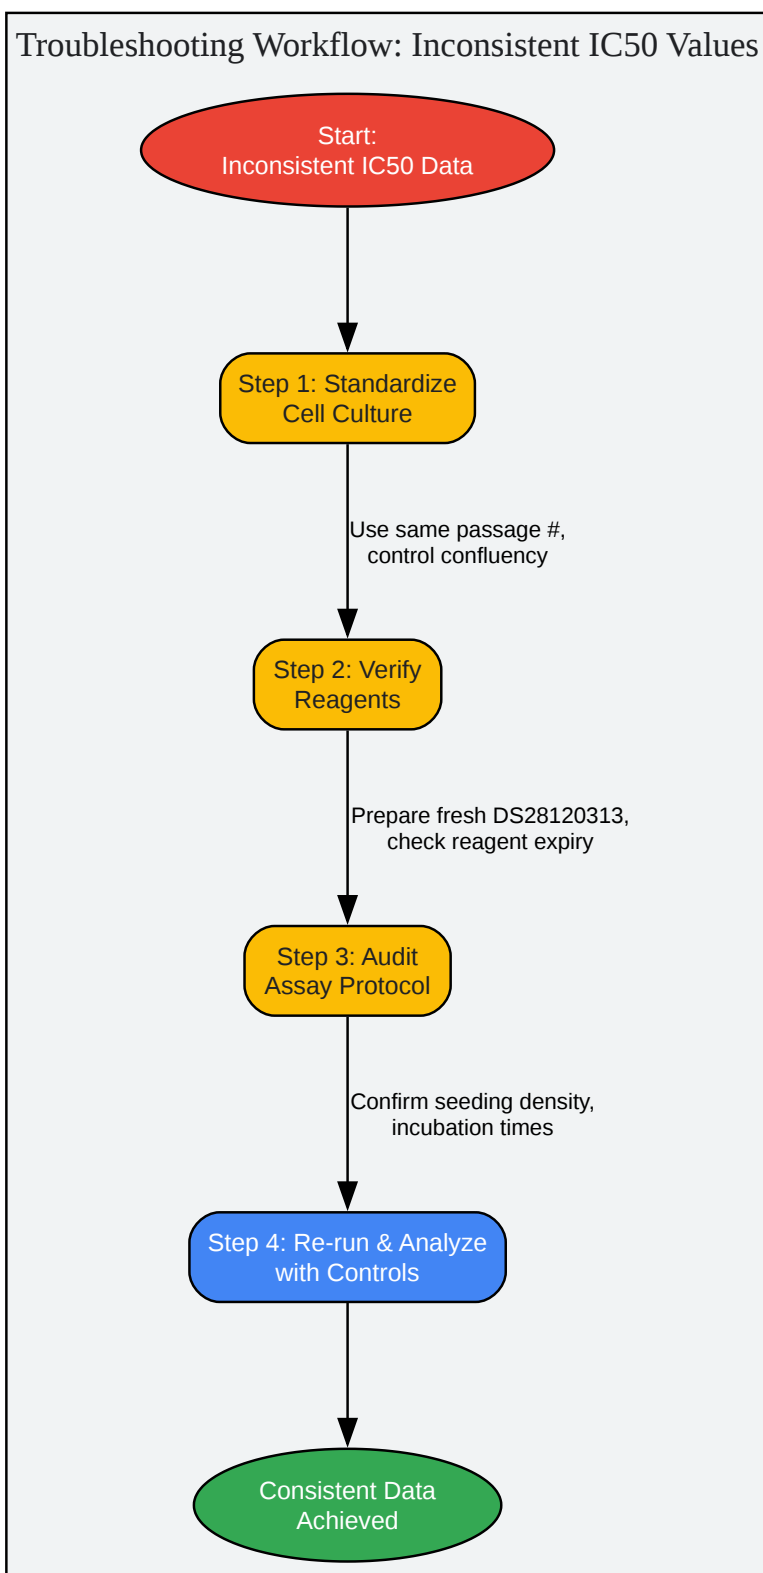 Troubleshooting Workflow: Inconsistent IC50 Values
Start:
Inconsistent IC50 Data
Step 1: Standardize
Cell Culture
Use same passage #,
control confluency
Step 2: Verify
Reagents
Prepare fresh DS28120313,
check reagent expiry
Step 3: Audit
Assay Protocol
Confirm seeding density,
incubation times
Step 4: Re-run & Analyze
with Controls
Consistent Data
Achieved